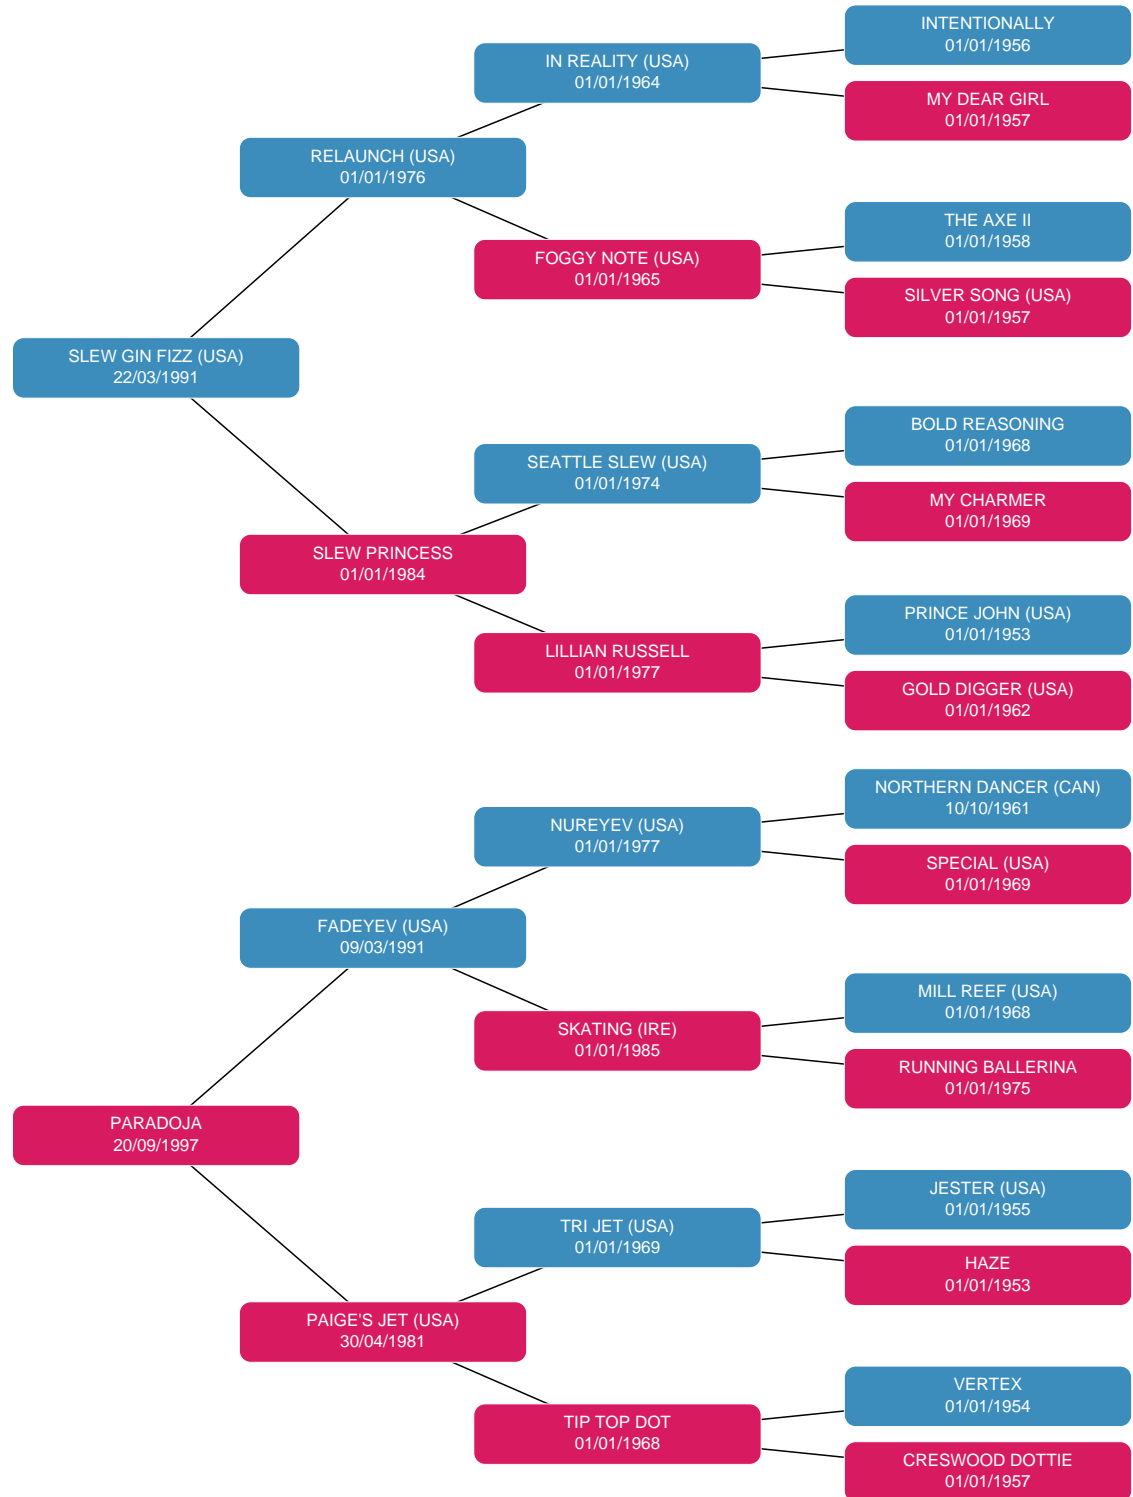 INTENTIONALLY
01/01/1956
IN REALITY (USA)
01/01/1964
MY DEAR GIRL
01/01/1957
RELAUNCH (USA)
01/01/1976
THE AXE II
01/01/1958
FOGGY NOTE (USA)
01/01/1965
SILVER SONG (USA)
01/01/1957
SLEW GIN FIZZ (USA)
22/03/1991
BOLD REASONING
01/01/1968
SEATTLE SLEW (USA)
01/01/1974
MY CHARMER
01/01/1969
SLEW PRINCESS
01/01/1984
PRINCE JOHN (USA)
01/01/1953
LILLIAN RUSSELL
01/01/1977
GOLD DIGGER (USA)
01/01/1962
NORTHERN DANCER (CAN)
10/10/1961
NUREYEV (USA)
01/01/1977
SPECIAL (USA)
01/01/1969
FADEYEV (USA)
09/03/1991
MILL REEF (USA)
01/01/1968
SKATING (IRE)
01/01/1985
RUNNING BALLERINA
01/01/1975
PARADOJA
20/09/1997
JESTER (USA)
01/01/1955
TRI JET (USA)
01/01/1969
HAZE
01/01/1953
PAIGE'S JET (USA)
30/04/1981
VERTEX
01/01/1954
TIP TOP DOT
01/01/1968
CRESWOOD DOTTIE
01/01/1957